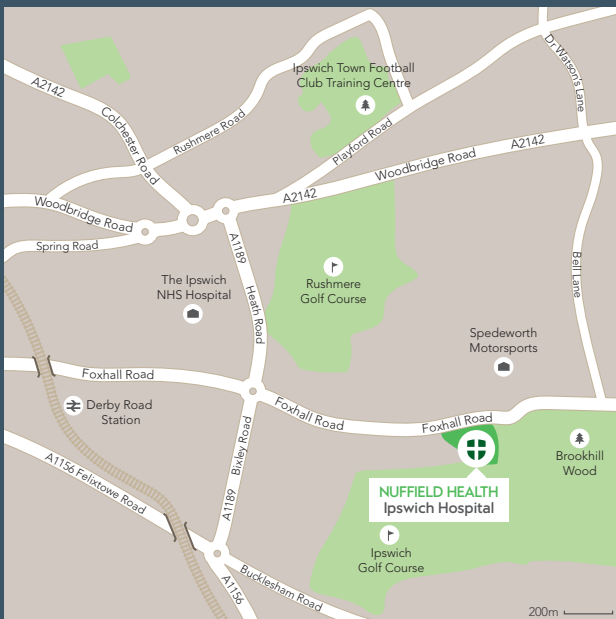 A2142
Colchester Road
Rushmere Road
Ipswich Town Football
Club Training Centre
Playford Road
Dr Watson's Lane
Woodbridge Road
A2142
A2142
Woodbridge Road
Spring Road
A1189
Heath Road
Rushmere
Golf Course
Bell Lane
The Ipswich
NHS Hospital
Spedeworth
Motorsports
Foxhall Road
Foxhall Road
Foxhall Road
Derby Road
Station
Bixley Road
A1189
Brookhill
Wood
A1156 Felixtowe Road
NUFFIELD HEALTH
Ipswich Hospital
Ipswich
Golf Course
Bucklesham Road
A1156
200m